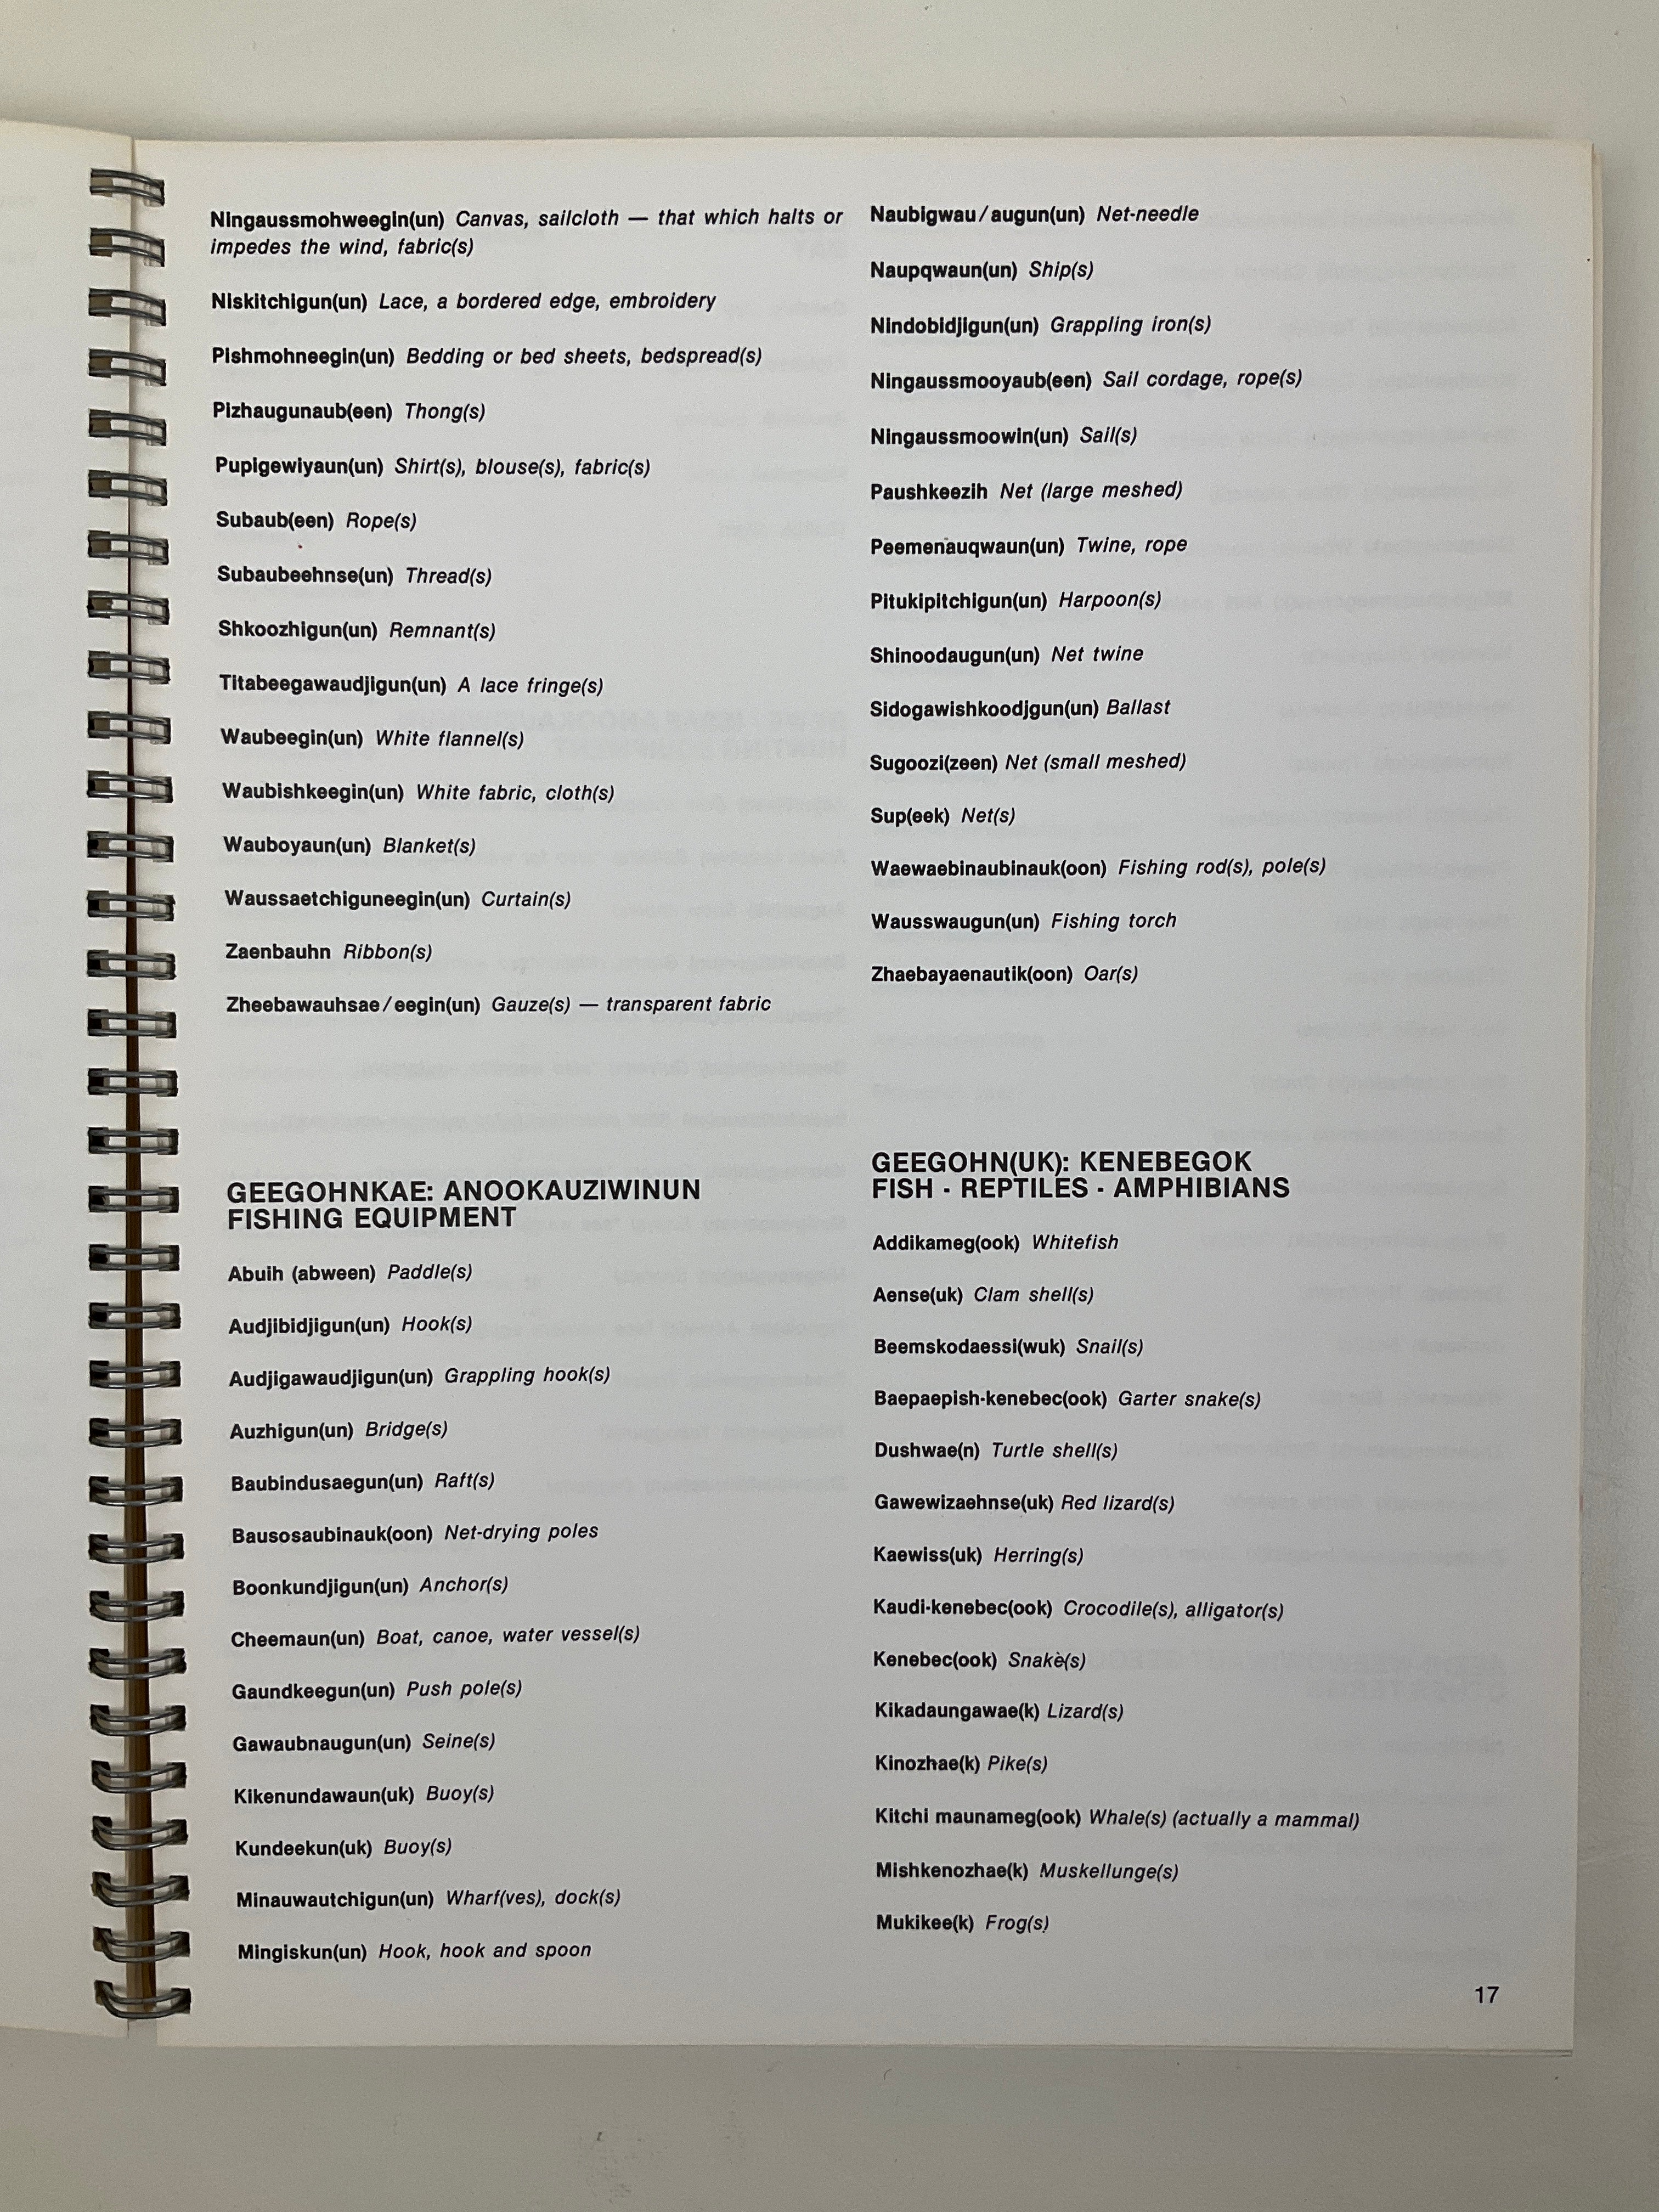 Ningaussmohweegin(un) Canvas, sailcloth — that which halts or
impedes the wind, fabric(s)
Niskitchigun(un) Lace, a bordered edge, embroidery
Pishmohneegin(un) Bedding or bed sheets, bedspread(s)
Pizhaugunaub(een) Thong(s)
Pupigewiyaun(un) Shirt(s), blouse(s), fabric(s)
Subaub(een) Rope(s)
Subaubeehnse(un) Thread(s)
Shkoozhigun(un) Remnant(s)
Titabeegawaudjigun(un) A lace fringe(s)
Waubeegin(un) White flannel(s)
Waubishkeegin(un) White fabric, cloth(s)
Wauboyaun(un) Blanket(s)
Waussaetchiguneegin(un) Curtain(s)
Zaenbauhn Ribbon(s)
Zheebawauhsae/eegin(un) Gauze(s) — transparent fabric
GEEGOHNKAE: ANOOKAUZIWINUN
FISHING EQUIPMENT
Abuih (abween) Paddle(s)
Audjibidjigun(un) Hook(s)
Audjigawaudjigun(un) Grappling hook(s)
Auzhigun(un) Bridge(s)
Baubindusaegun(un) Raft(s)
Bausosaubinauk(oon) Net-drying poles
Boonkundjigun(un) Anchor(s)
Cheemaun(un) Boat, canoe, water vessel(s)
Gaundkeegun(un) Push pole(s)
Gawaubnaugun(un) Seine(s)
Kikenundawaun(uk) Buoy(s)
Kundeekun(uk) Buoy(s)
Minauwautchigun(un) Wharf(ves), dock(s)
Mingiskun(un) Hook, hook and spoon
Naubigwau/augun(un) Net-needle
Naupqwaun(un) Ship(s)
Nindobidjigun(un) Grappling iron(s)
Ningaussmooyaub(een) Sail cordage, rope(s)
Ningaussmoowin(un) Sail(s)
Paushkeezih Net (large meshed)
Peemenauqwaun(un) Twine, rope
Pitukipitchigun(un) Harpoon(s)
Shinoodaugun(un) Net twine
Sidogawishkoodjgun(un) Ballast
Sugoozi(zeen) Net (small meshed)
Sup(eek) Net(s)
Waewaebinaubinauk(oon) Fishing rod(s), pole(s)
Wausswaugun(un) Fishing torch
Zhaebayaenautik(oon) Oar(s)
GEEGOHN(UK): KENEBEGOK
FISH - REPTILES - AMPHIBIANS
Addikameg(ook) Whitefish
Aense(uk) Clam shell(s)
Beemskodaessi(wuk) Snail(s)
Baepaepish-kenebec(ook) Garter snake(s)
Dushwae(n) Turtle shell(s)
Gawewizaehnse(uk) Red lizard(s)
Kaewiss(uk) Herring(s)
Kaudi-kenebec(ook) Crocodile(s), alligator(s)
Kenebec(ook) Snake(s)
Kikadaungawae(k) Lizard(s)
Kinozhae(k) Pike(s)
Kitchi maunameg(ook) Whale(s) (actually a mammal)
Mishkenozhae(k) Muskellunge(s)
Mukikee(k) Frog(s)
17